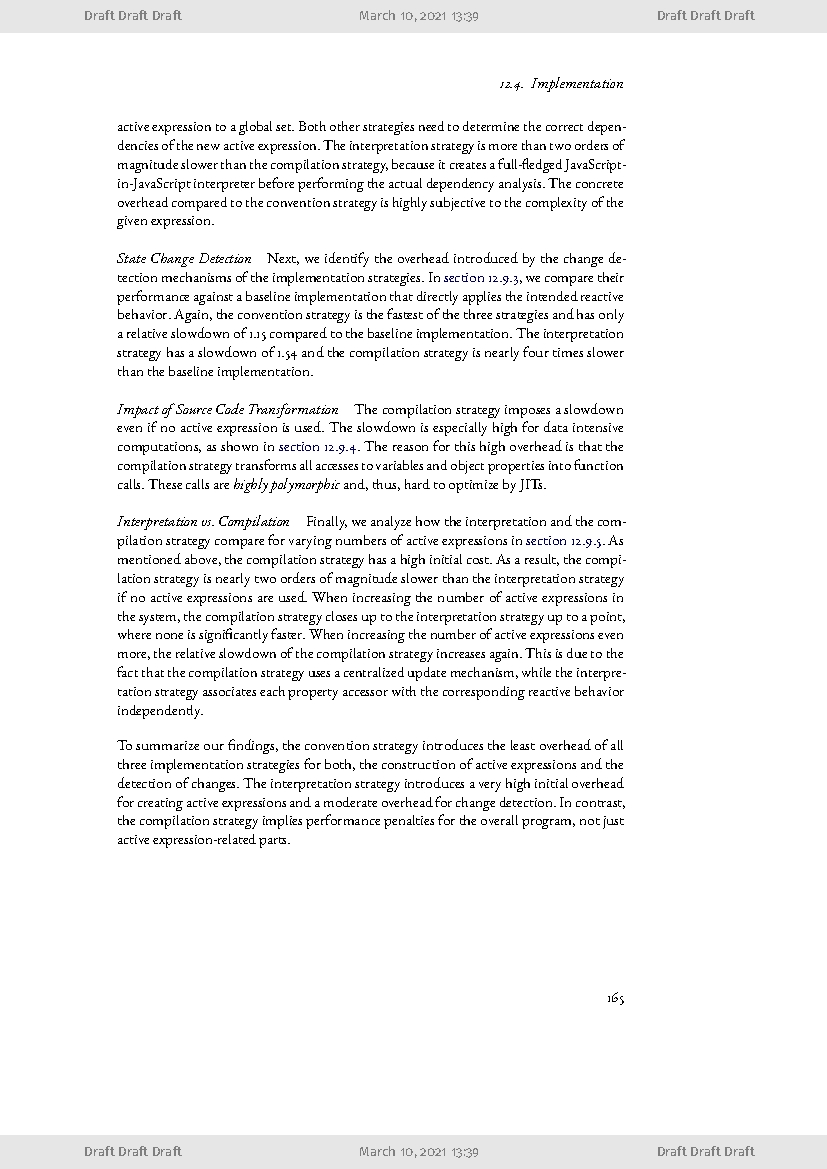 Draft Draft Draft March 10, 2021 13:39 Draft Draft Draft
12.4. Implementation
active expression to a global set. Both other strategies need to determine the correct depen-
dencies of the new active expression. The interpretation strategy is more than two orders of
magnitude slower than the compilation strategy, because it creates a full-fledged JavaScript-
in-JavaScript interpreter before performing the actual dependency analysis. The concrete
overhead compared to the convention strategy is highly subjective to the complexity of the
given expression.
State Change Detection Next, we identify the overhead introduced by the change de-
tection mechanisms of the implementation strategies. In section 12.9.3, we compare their
performance against a baseline implementation that directly applies the intended reactive
behavior. Again, the convention strategy is the fastest of the three strategies and has only
a relative slowdown of 1.15 compared to the baseline implementation. The interpretation
strategy has a slowdown of 1.54 and the compilation strategy is nearly four times slower
than the baseline implementation.
Impact of Source Code Transformation The compilation strategy imposes a slowdown
even if no active expression is used. The slowdown is especially high for data intensive
computations, as shown in section 12.9.4. The reason for this high overhead is that the
compilation strategy transforms all accesses to variables and object properties into function
calls. These calls are highly polymorphic and, thus, hard to optimize by JITs.
Interpretation vs. Compilation Finally, we analyze how the interpretation and the com-
pilation strategy compare for varying numbers of active expressions in section 12.9.5. As
mentioned above, the compilation strategy has a high initial cost. As a result, the compi-
lation strategy is nearly two orders of magnitude slower than the interpretation strategy
if no active expressions are used. When increasing the number of active expressions in
the system, the compilation strategy closes up to the interpretation strategy up to a point,
where none is significantly faster. When increasing the number of active expressions even
more, the relative slowdown of the compilation strategy increases again. This is due to the
fact that the compilation strategy uses a centralized update mechanism, while the interpre-
tation strategy associates each property accessor with the corresponding reactive behavior
independently.
To summarize our findings, the convention strategy introduces the least overhead of all
three implementation strategies for both, the construction of active expressions and the
detection of changes. The interpretation strategy introduces a very high initial overhead
for creating active expressions and a moderate overhead for change detection. In contrast,
the compilation strategy implies performance penalties for the overall program, not just
active expression-related parts.
165
Draft Draft Draft March 10, 2021 13:39 Draft Draft Draft